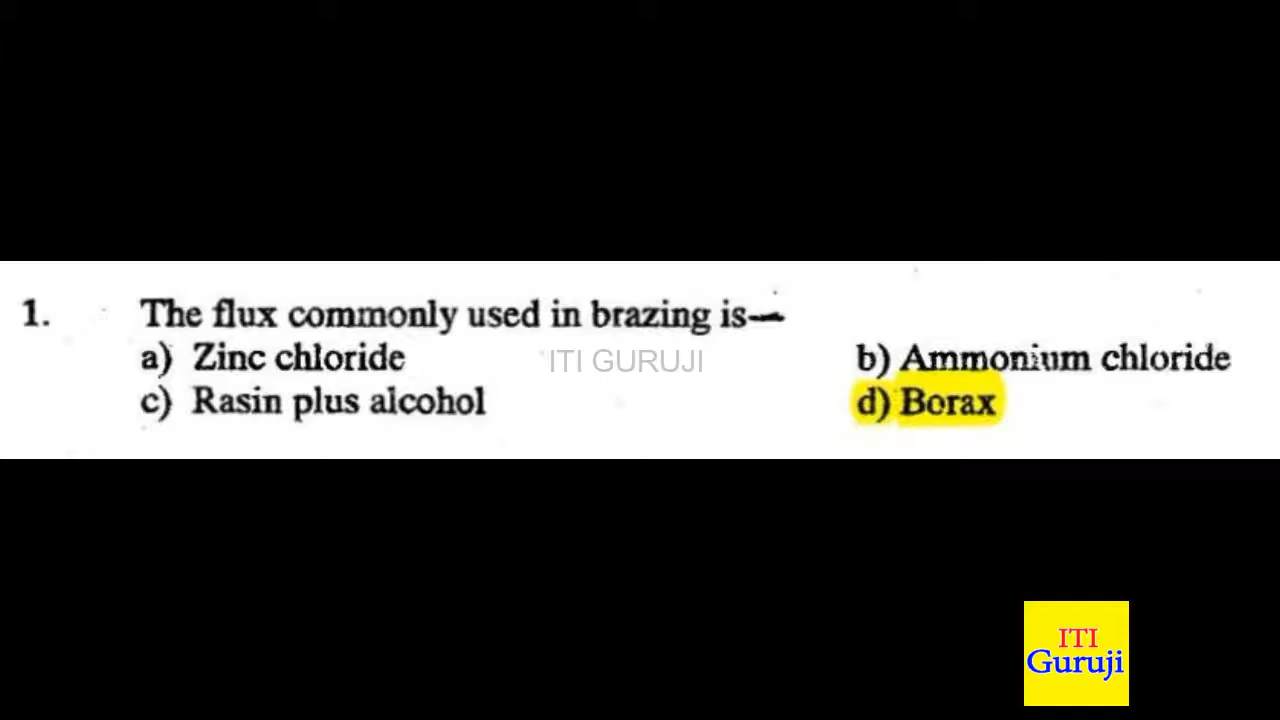 1. The flux commonly used in brazing is—
a) Zinc chloride ITI GURUJI b) Ammonium chloride
c) Rasin plus alcohol d) Borax
ITI
Guruji